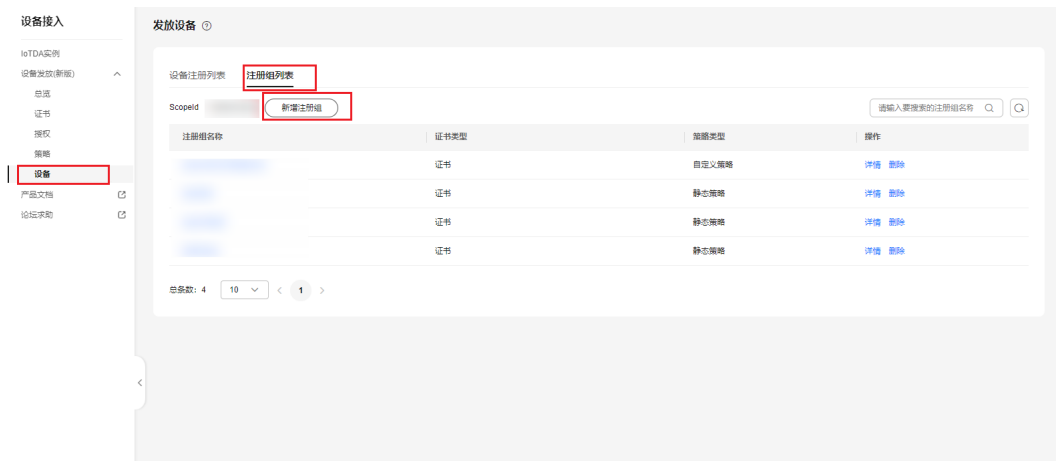 设备接入
IoTDA实例
设备发放(新版)
总览
证书
授权
策略
设备
产品文档
论坛求助
发放设备
设备注册列表 注册组列表
ScopeId 新增注册组 请输入要搜索的注册组名称
注册组名称 证书类型 策略类型 操作
证书 自定义策略 详情 删除
证书 静态策略 详情 删除
证书 静态策略 详情 删除
证书 静态策略 详情 删除
总条数: 4 10 < 1 >